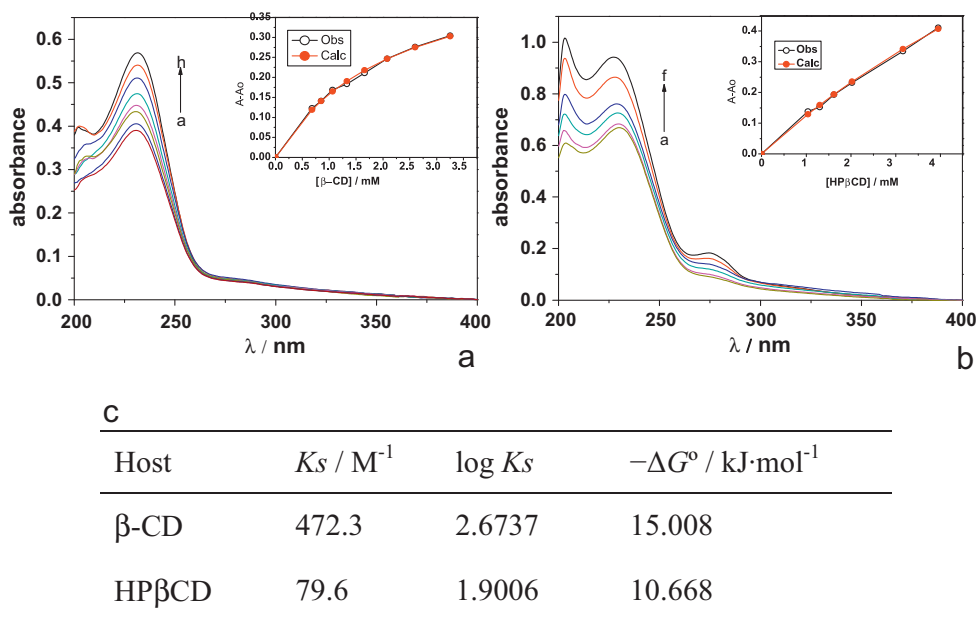 absorbance
0.6
0.5
0.4
0.3
0.2
0.1
0.0
200 250 300 350 400
λ / nm
h
a
A-Ao
0.35
0.30
0.25
0.20
0.15
0.10
0.05
0.00
0.0 0.5 1.0 1.5 2.0 2.5 3.0 3.5
[β-CD] / mM
Obs
Calc
a
absorbance
1.0
0.8
0.6
0.4
0.2
0.0
200 250 300 350 400
λ / nm
f
a
A-Ao
0.4
0.3
0.2
0.1
0.0
0 1 2 3 4
[HPβCD] / mM
Obs
Calc
b
c
Host Ks / M⁻¹ log Ks −ΔGº / kJ·mol⁻¹
β-CD 472.3 2.6737 15.008
HPβCD 79.6 1.9006 10.668